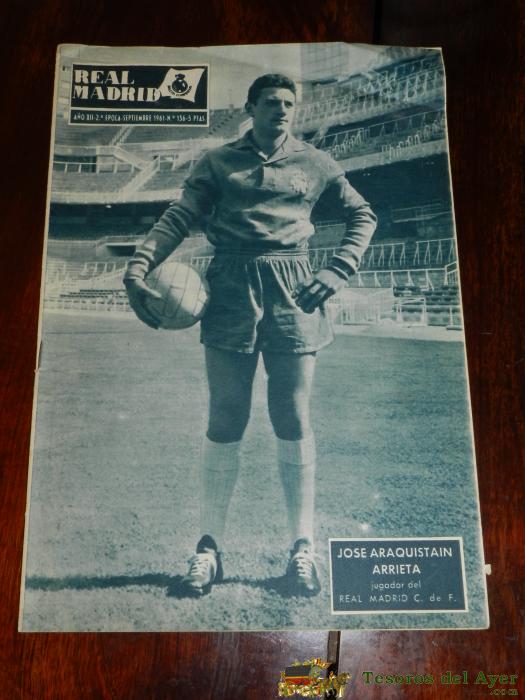 REAL
MADRID
AÑO XII-2.ª EPOCA-SEPTIEMBRE 1961-N.º 136-5 PTAS.
JOSE ARAQUISTAIN
ARRIETA
jugador del
REAL MADRID C. de F.
Tesoros del Ayer
.com